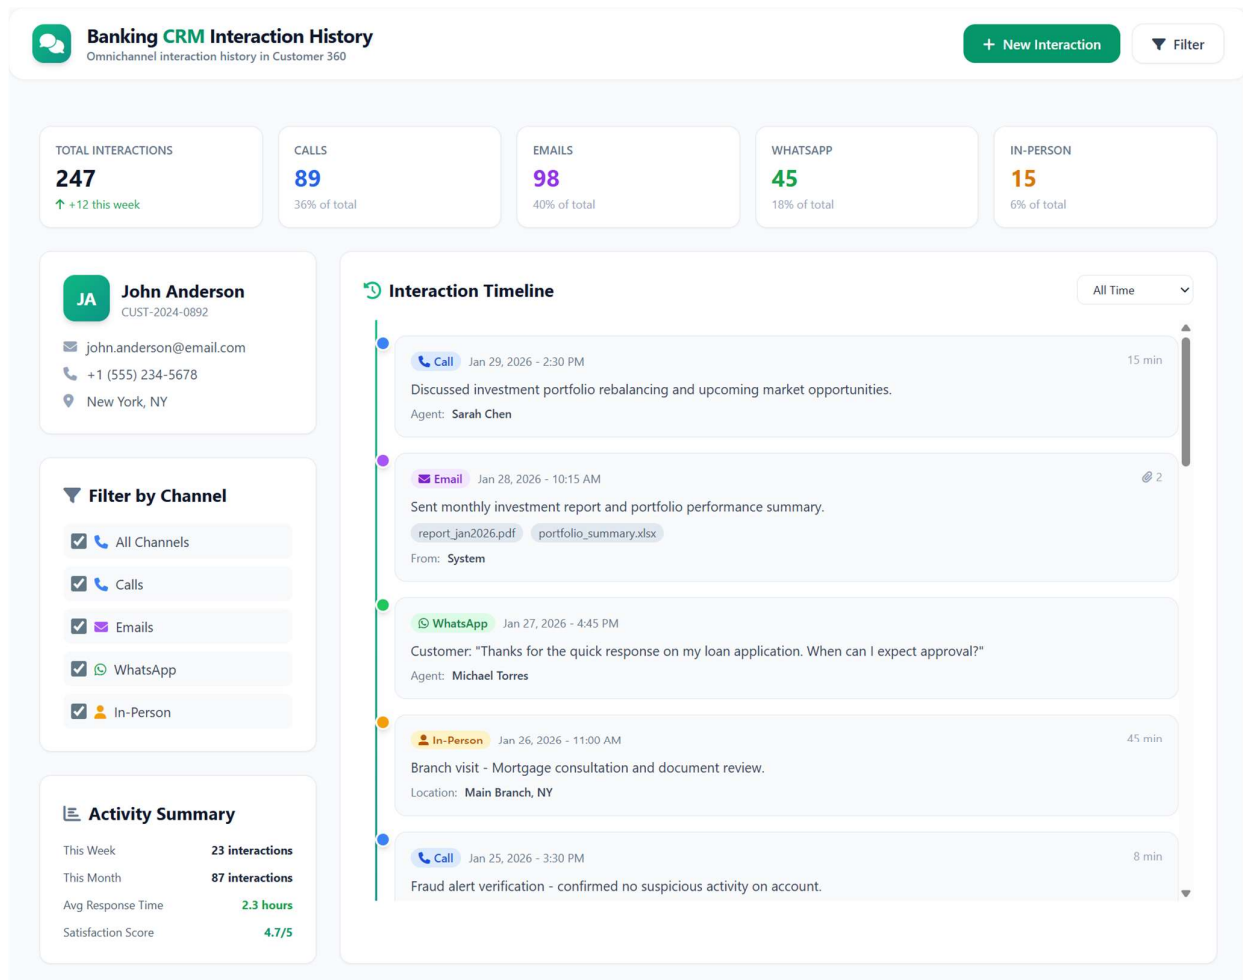 Banking CRM Interaction History
Omnichannel interaction history in Customer 360
+ New Interaction
Filter
TOTAL INTERACTIONS
247
↑ +12 this week
CALLS
89
36% of total
EMAILS
98
40% of total
WHATSAPP
45
18% of total
IN-PERSON
15
6% of total
JA
John Anderson
CUST-2024-0892
john.anderson@email.com
+1 (555) 234-5678
New York, NY
Filter by Channel
All Channels
Calls
Emails
WhatsApp
In-Person
Activity Summary
This Week 23 interactions
This Month 87 interactions
Avg Response Time 2.3 hours
Satisfaction Score 4.7/5
Interaction Timeline
All Time
Call Jan 29, 2026 - 2:30 PM 15 min
Discussed investment portfolio rebalancing and upcoming market opportunities.
Agent: Sarah Chen
Email Jan 28, 2026 - 10:15 AM 2
Sent monthly investment report and portfolio performance summary.
report_jan2026.pdf portfolio_summary.xlsx
From: System
WhatsApp Jan 27, 2026 - 4:45 PM
Customer: "Thanks for the quick response on my loan application. When can I expect approval?"
Agent: Michael Torres
In-Person Jan 26, 2026 - 11:00 AM 45 min
Branch visit - Mortgage consultation and document review.
Location: Main Branch, NY
Call Jan 25, 2026 - 3:30 PM 8 min
Fraud alert verification - confirmed no suspicious activity on account.